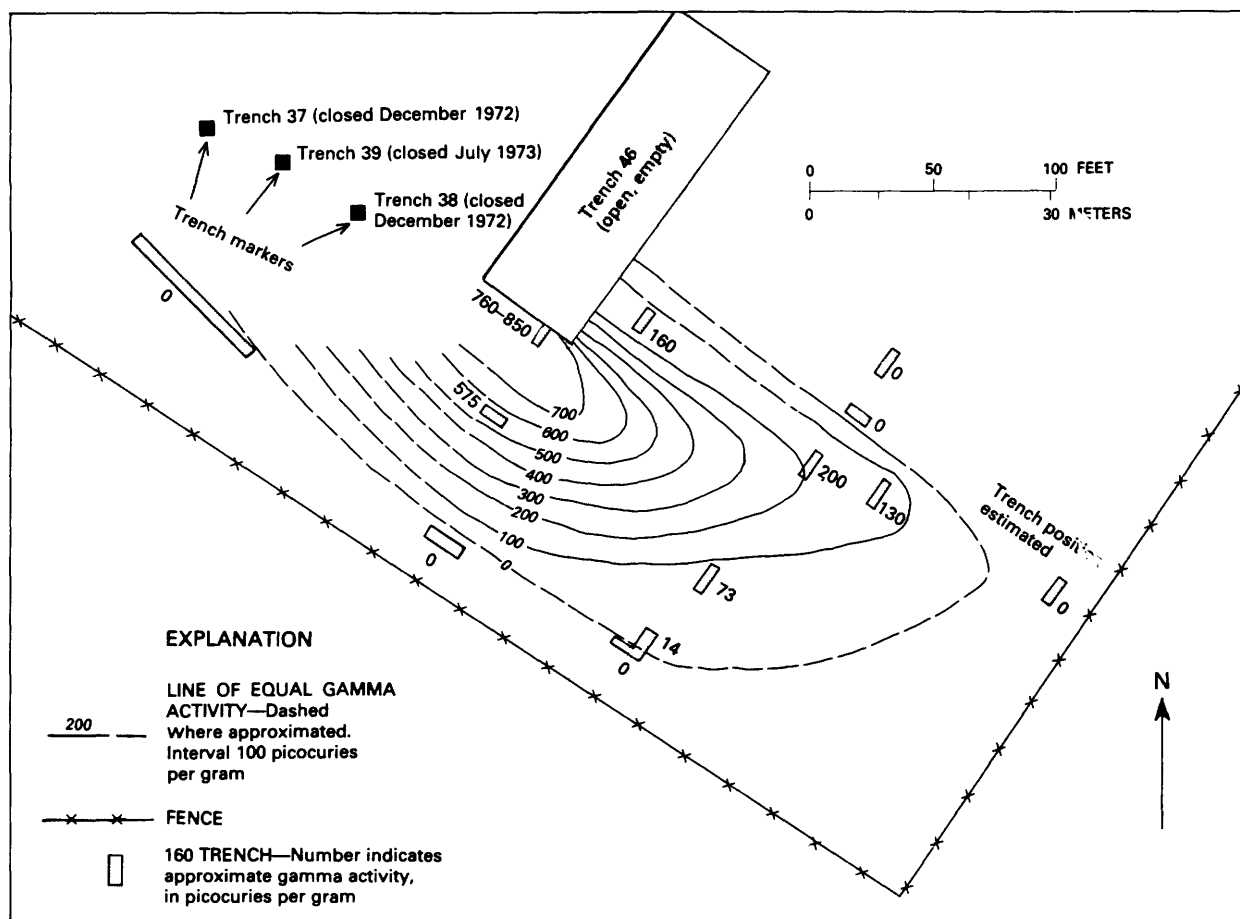 Trench 37 (closed December 1972)
Trench 39 (closed July 1973)
Trench 38 (closed
December 1972)
Trench markers
Trench 46
(open, empty)
0 50 100 FEET
0 30 METERS
0
760–850
160
0
0
575
700
600
500
400
300
200
100
0
200
130
Trench position
estimated
0
0
73
14
0
EXPLANATION
LINE OF EQUAL GAMMA
ACTIVITY—Dashed
Where approximated.
Interval 100 picocuries
per gram
200
FENCE
160 TRENCH—Number indicates
approximate gamma activity,
in picocuries per gram
N